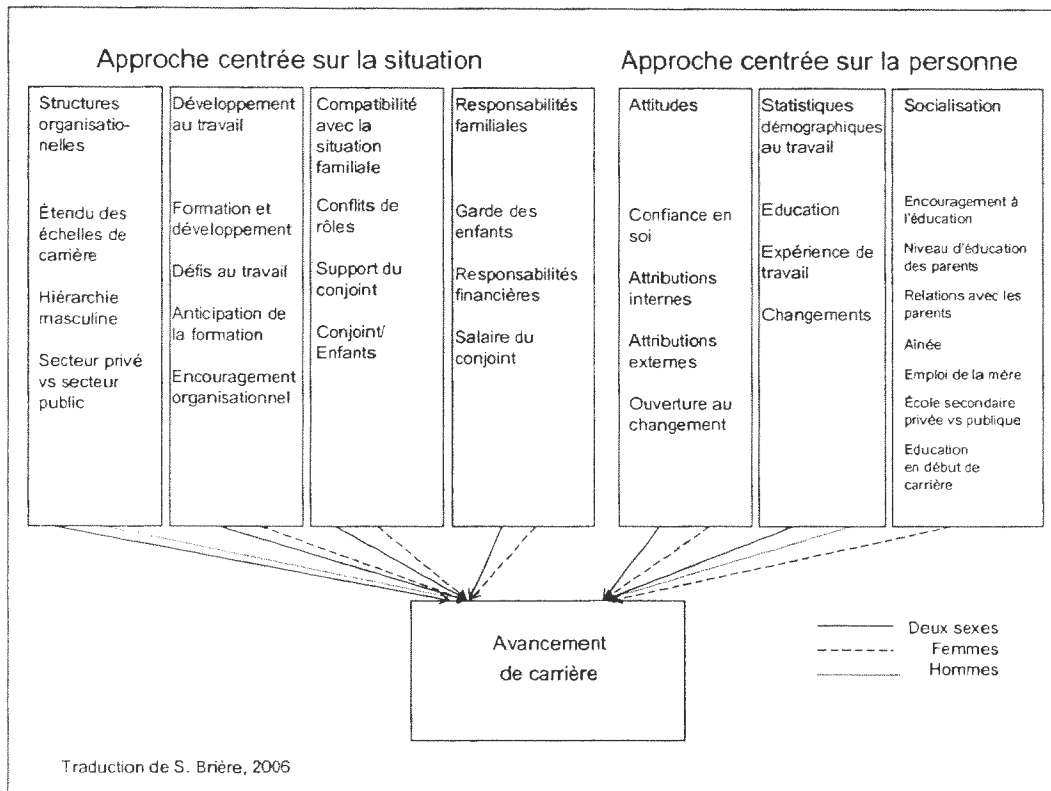 Approche centrée sur la situation
Structures
organisatio-
nelles
Étendu des
échelles de
carrière
Hiérarchie
masculine
Secteur privé
vs secteur
public
Développement
au travail
Formation et
développement
Défis au travail
Anticipation de
la formation
Encouragement
organisationnel
Compatibilité
avec la
situation
familiale
Conflits de
rôles
Support du
conjoint
Conjoint/
Enfants
Responsabilités
familiales
Garde des
enfants
Responsabilités
financières
Salaire du
conjoint
Approche centrée sur la personne
Attitudes
Confiance en
soi
Attributions
internes
Attributions
externes
Ouverture au
changement
Statistiques
démographiques
au travail
Education
Expérience de
travail
Changements
Socialisation
Encouragement à
l'éducation
Niveau d'éducation
des parents
Relations avec les
parents
Aînée
Emploi de la mère
École secondaire
privée vs publique
Education
en début de
carrière
Avancement
de carrière
Deux sexes
Femmes
Hommes
Traduction de S. Brière, 2006